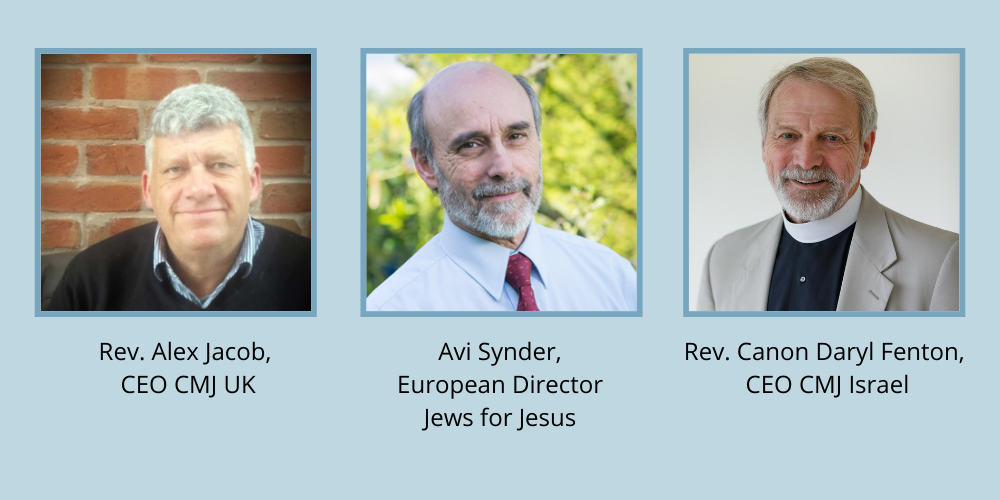 Rev. Alex Jacob,
CEO CMJ UK
Avi Synder,
European Director
Jews for Jesus
Rev. Canon Daryl Fenton,
CEO CMJ Israel